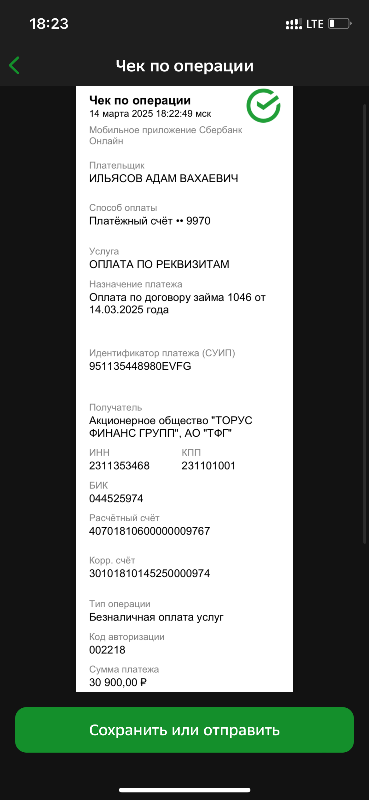 18:23
LTE
Чек по операции
Чек по операции
14 марта 2025 18:22:49 мск
Мобильное приложение Сбербанк
Онлайн
Плательщик
ИЛЬЯСОВ АДАМ ВАХАЕВИЧ
Способ оплаты
Платёжный счёт •• 9970
Услуга
ОПЛАТА ПО РЕКВИЗИТАМ
Назначение платежа
Оплата по договору займа 1046 от
14.03.2025 года
Идентификатор платежа (СУИП)
951135448980EVFG
Получатель
Акционерное общество "ТОРУС
ФИНАНС ГРУПП", АО "ТФГ"
ИНН КПП
2311353468 231101001
БИК
044525974
Расчётный счёт
40701810600000009767
Корр. счёт
30101810145250000974
Тип операции
Безналичная оплата услуг
Код авторизации
002218
Сумма платежа
30 900,00 ₽
Сохранить или отправить